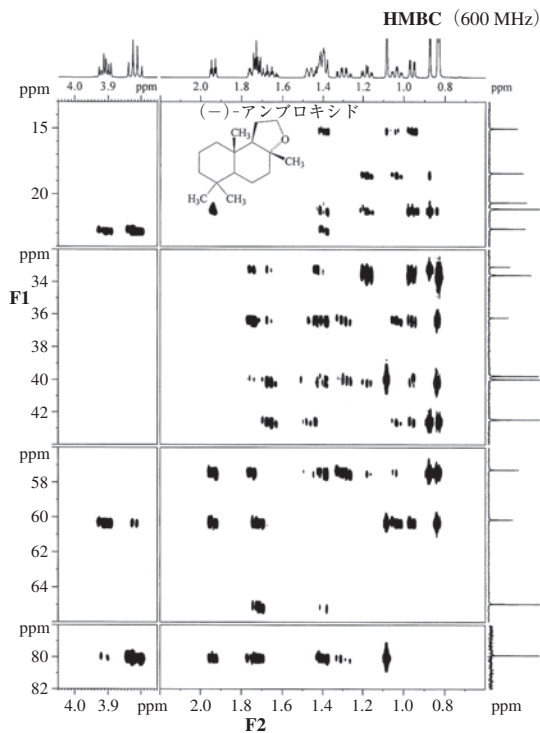 HMBC (600 MHz)
ppm
4.0 3.9 ppm 2.0 1.8 1.6 1.4 1.2 1.0 0.8
ppm
15
20
(−)-アンブロキシド
O
CH₃
CH₃
H₃C CH₃
F1
34
36
38
40
42
ppm
58
60
62
64
ppm
80
82
4.0 3.9 ppm 2.0 1.8 1.6 1.4 1.2 1.0 0.8 ppm
F2